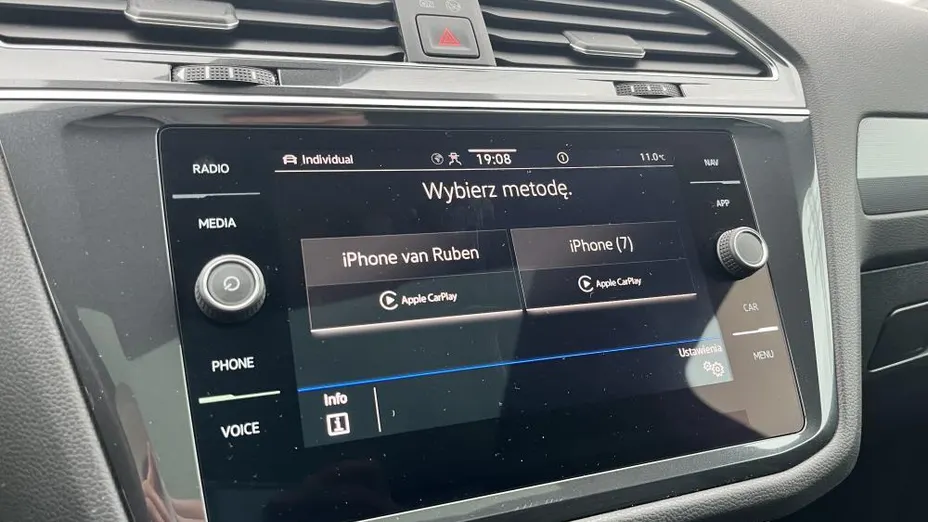 RADIO
MEDIA
PHONE
VOICE
Individual
19:08
11.0°C
Wybierz metodę.
iPhone van Ruben
Apple CarPlay
iPhone (7)
Apple CarPlay
Ustawienia
Info
NAV
APP
CAR
MENU